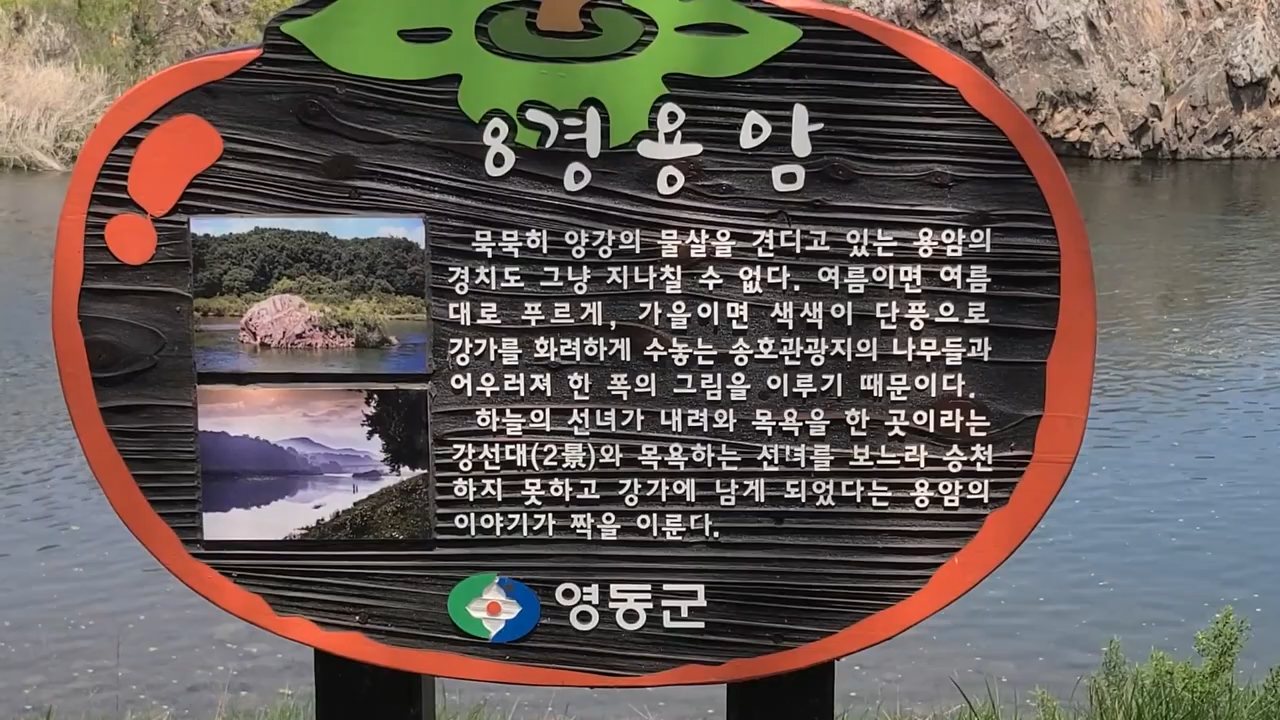 8경용암
묵묵히 양강의 물살을 견디고 있는 용암의
경치도 그냥 지나칠 수 없다. 여름이면 여름
대로 푸르게, 가을이면 색색이 단풍으로
강가를 화려하게 수놓는 송호관광지의 나무들과
어우러져 한 폭의 그림을 이루기 때문이다.
하늘의 선녀가 내려와 목욕을 한 곳이라는
강선대(2景)와 목욕하는 선녀를 보느라 승천
하지 못하고 강가에 남게 되었다는 용암의
이야기가 짝을 이룬다.
영동군